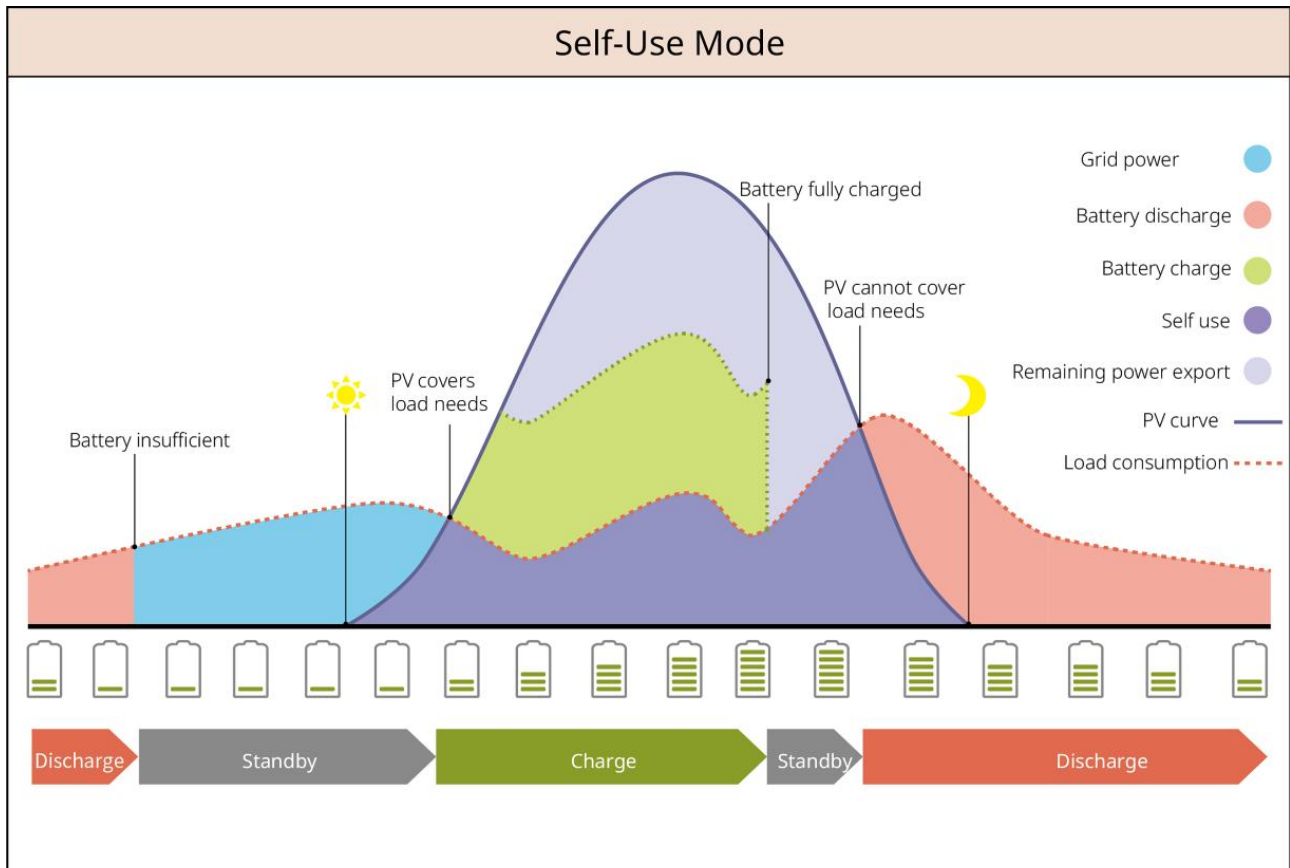 Self-Use Mode
Grid power
Battery fully charged
Battery discharge
Battery charge
PV cannot cover
load needs
Self use
Remaining power export
PV covers
load needs
PV curve
Battery insufficient
Load consumption
Discharge
Standby
Charge
Standby
Discharge